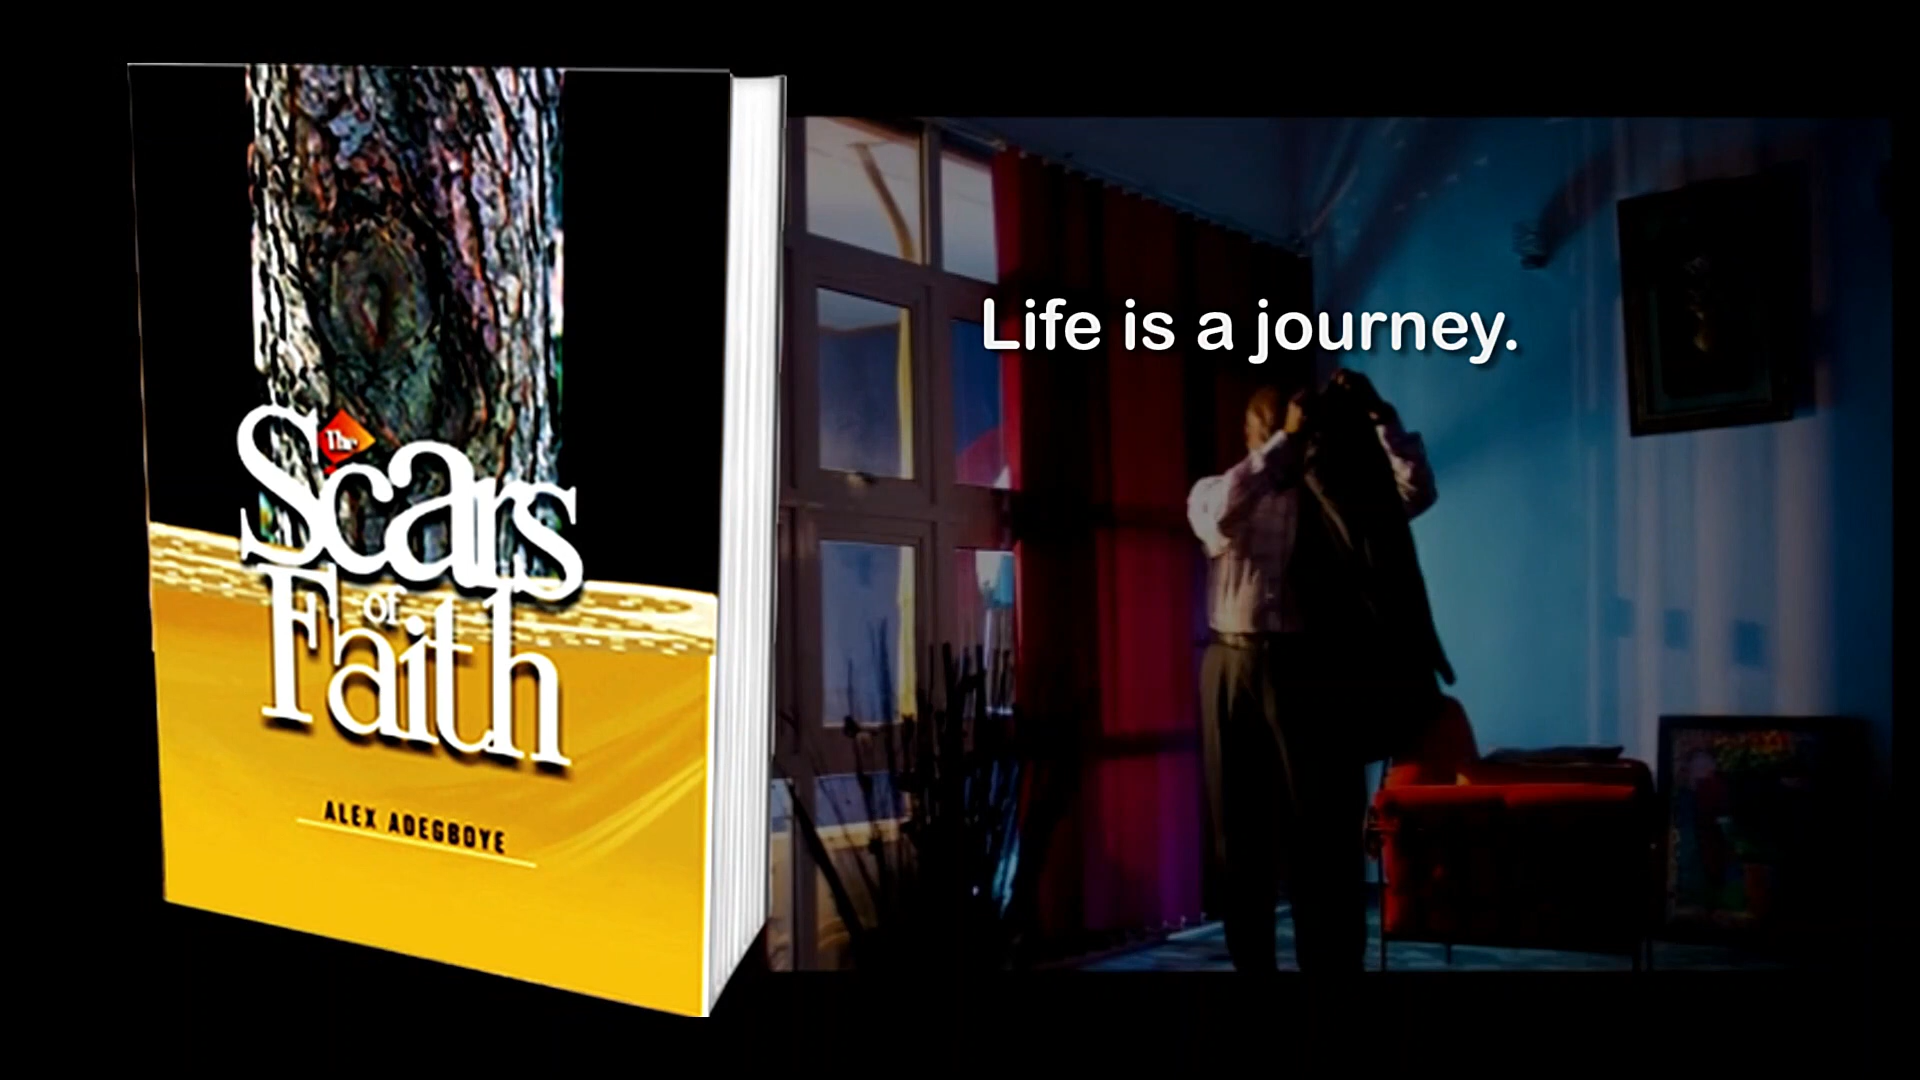 The
Scars
of
Faith
ALEX ADEGBOYE
Life is a journey.